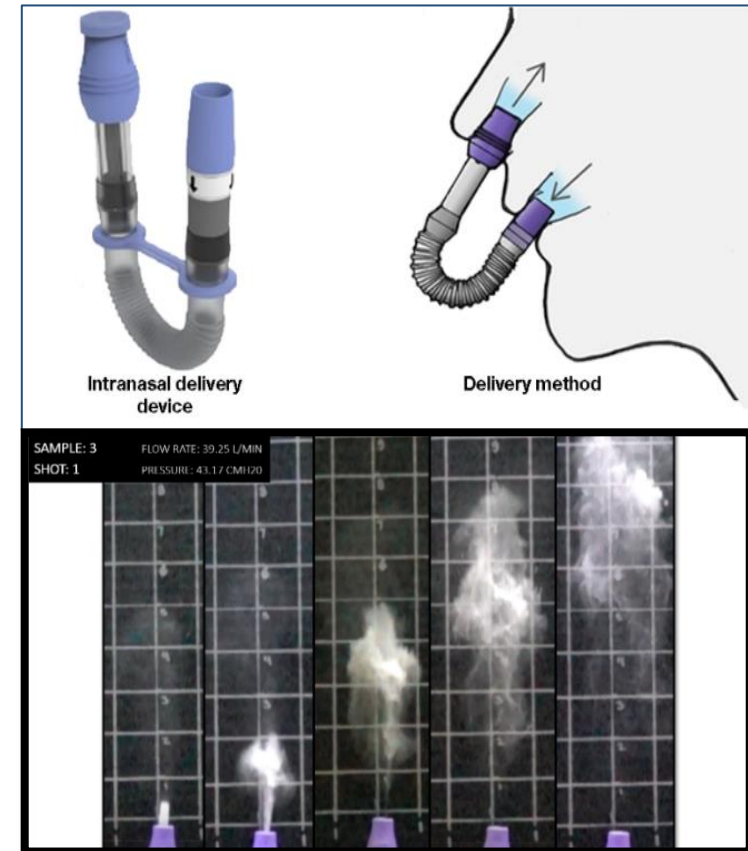 Intranasal delivery
device
Delivery method
SAMPLE: 3
FLOW RATE: 39.25 L/MIN
SHOT: 1
PRESSURE: 43.17 CMH20